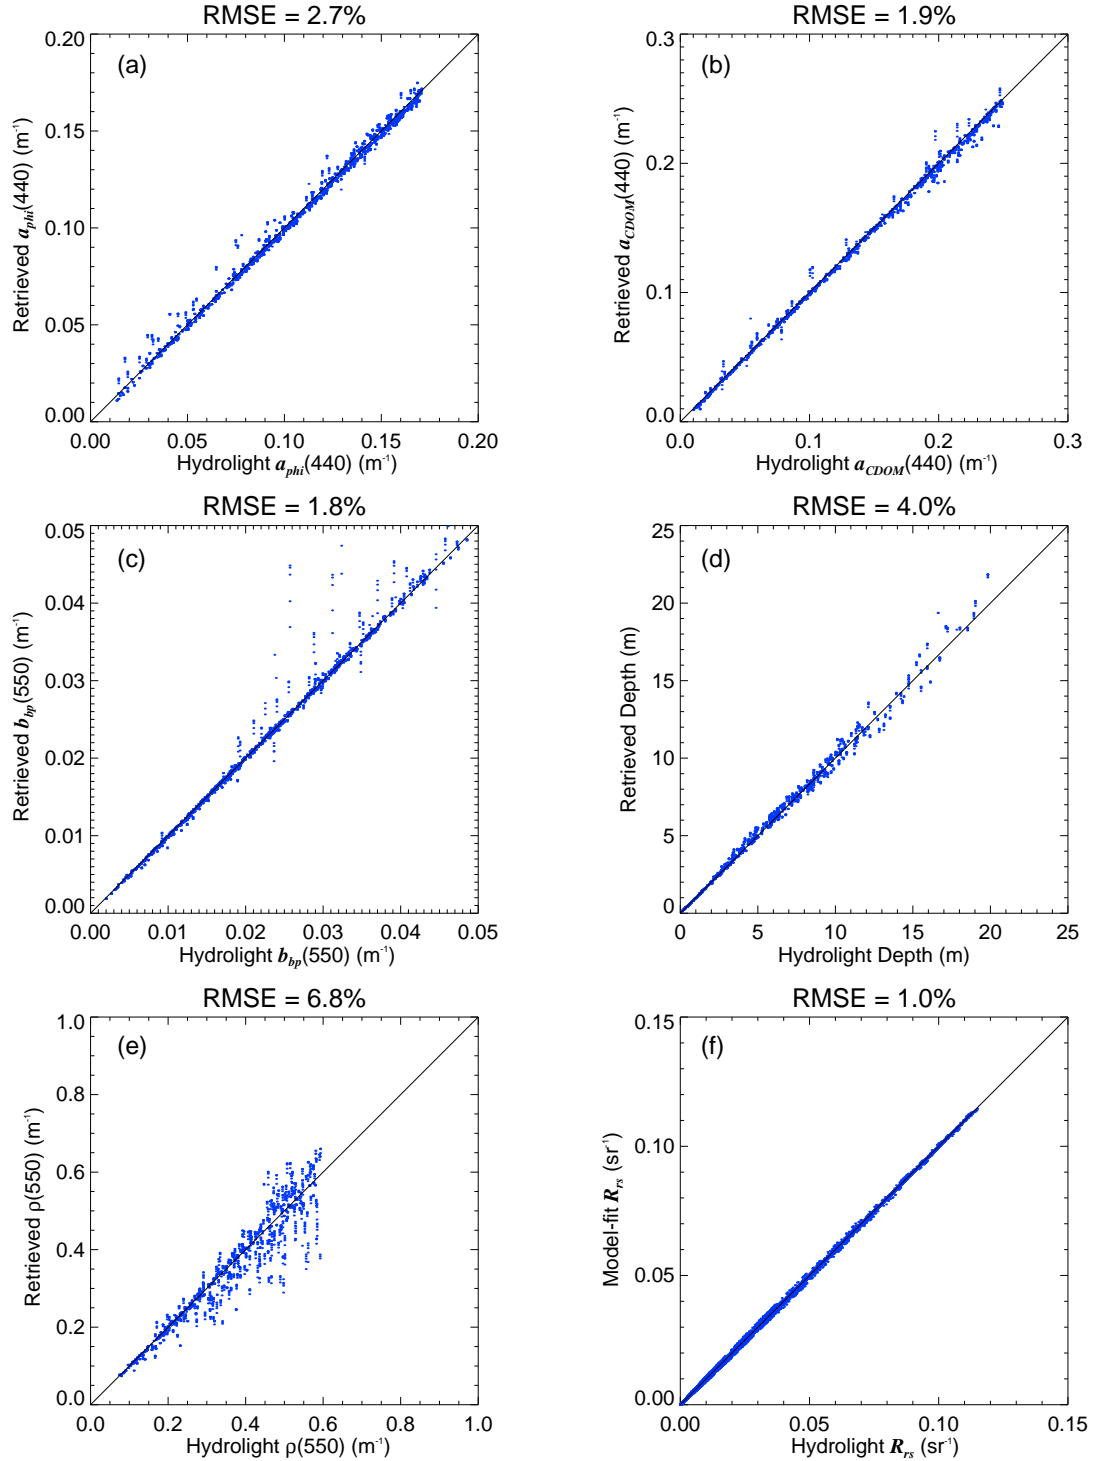 RMSE = 2.7%
(a)
Retrieved a_phi(440) (m⁻¹)
0.20
0.15
0.10
0.05
0.00
0.00 0.05 0.10 0.15 0.20
Hydrolight a_phi(440) (m⁻¹)
RMSE = 1.9%
(b)
Retrieved a_CDOM(440) (m⁻¹)
0.3
0.2
0.1
0.0
0.0 0.1 0.2 0.3
Hydrolight a_CDOM(440) (m⁻¹)
RMSE = 1.8%
(c)
Retrieved b_bp(550) (m⁻¹)
0.05
0.04
0.03
0.02
0.01
0.00
0.00 0.01 0.02 0.03 0.04 0.05
Hydrolight b_bp(550) (m⁻¹)
RMSE = 4.0%
(d)
Retrieved Depth (m)
25
20
15
10
5
0
0 5 10 15 20 25
Hydrolight Depth (m)
RMSE = 6.8%
(e)
Retrieved ρ(550) (m⁻¹)
1.0
0.8
0.6
0.4
0.2
0.0
0.0 0.2 0.4 0.6 0.8 1.0
Hydrolight ρ(550) (m⁻¹)
RMSE = 1.0%
(f)
Model-fit R_rs (sr⁻¹)
0.15
0.10
0.05
0.00
0.00 0.05 0.10 0.15
Hydrolight R_rs (sr⁻¹)